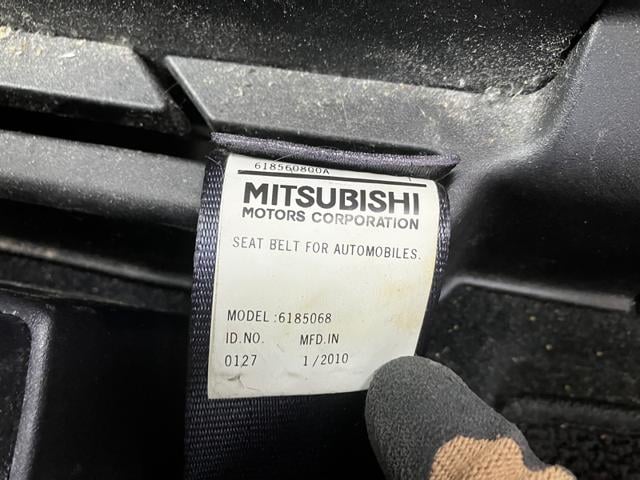 618560800A
MITSUBISHI
MOTORS CORPORATION
SEAT BELT FOR AUTOMOBILES.
MODEL:6185068
ID.NO. MFD.IN
0127 1/2010